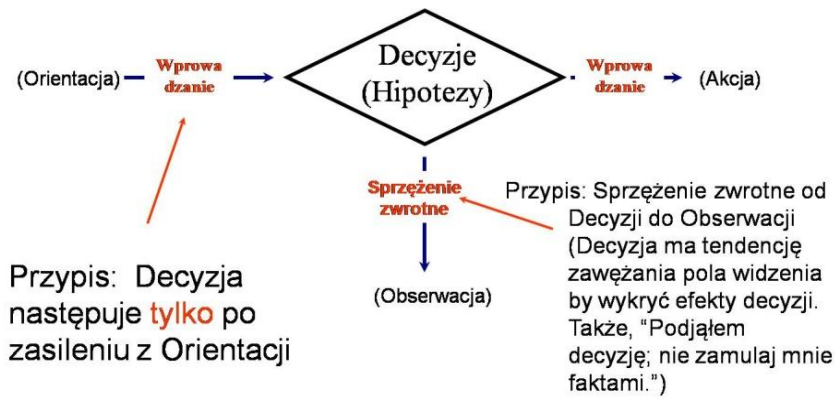 Decyzje
(Hipotezy)
(Orientacja)
Wprowa
dzanie
Wprowa
dzanie
(Akcja)
Sprzężenie
zwrotne
(Obserwacja)
Przypis: Decyzja
następuje tylko po
zasileniu z Orientacji
Przypis: Sprzężenie zwrotne od
Decyzji do Obserwacji
(Decyzja ma tendencję
zawężania pola widzenia
by wykryć efekty decyzji.
Także, “Podjąłem
decyzję; nie zamulaj mnie
faktami.”)